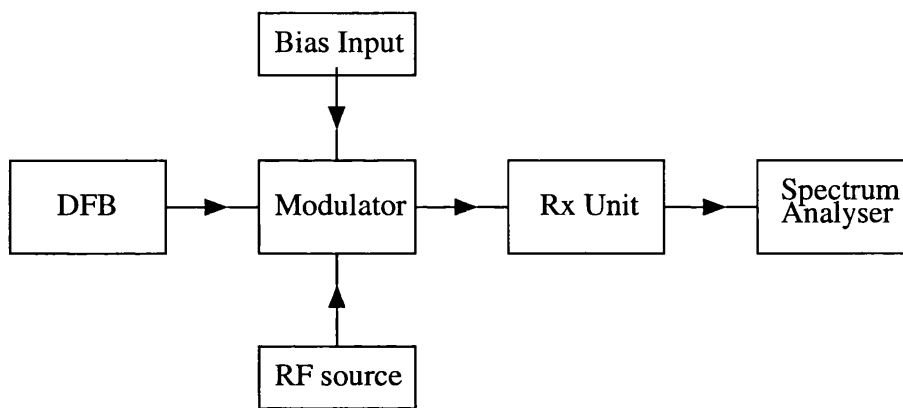 Bias Input
DFB
Modulator
Rx Unit
Spectrum
Analyser
RF source